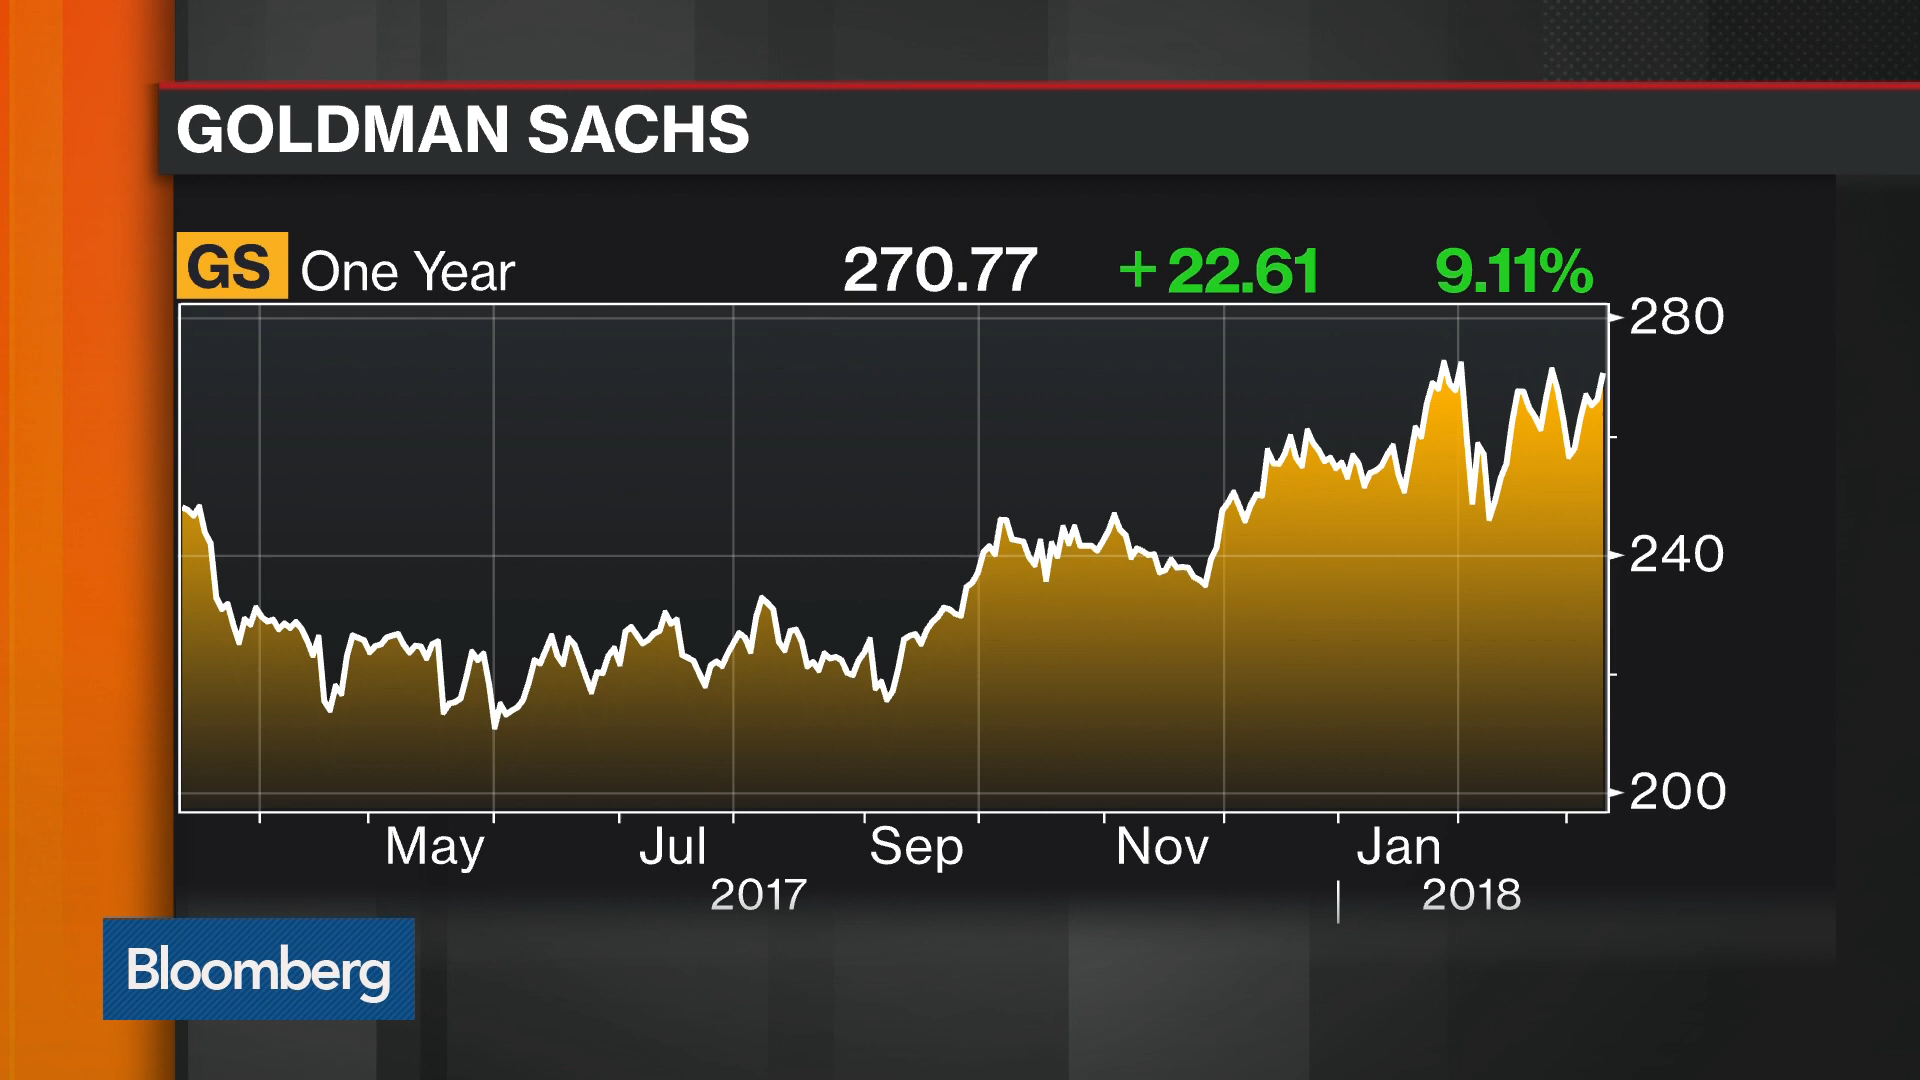 GOLDMAN SACHS
GS One Year 270.77 +22.61 9.11%
280
240
200
May Jul Sep Nov Jan
2017 2018
Bloomberg